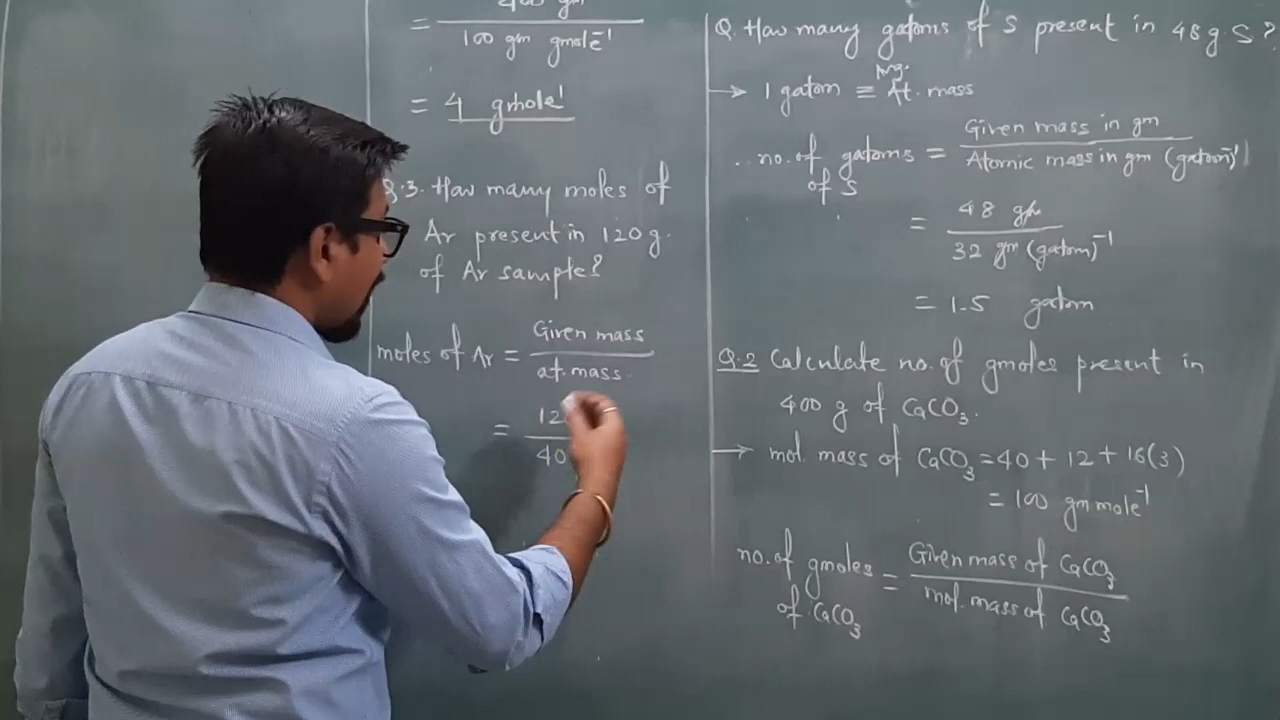 = 400 gm
100 gm gmole⁻¹
= 4 gmole¹
Q.3. How many moles of
Ar present in 120 g.
of Ar sample?
moles of Ar = Given mass
at. mass.
= 12
40
Q. How many gatoms of S present in 48 g S ?
→ 1 gatom ≡ Avg. At. mass
no. of gatoms of S = Given mass in gm
Atomic mass in gm (gatom)⁻¹
= 48 gm
32 gm (gatom)⁻¹
= 1.5 gatom
Q.2 Calculate no. of gmoles present in
400 g of CaCO₃.
→ mol. mass of CaCO₃ = 40 + 12 + 16(3)
= 100 gm mole⁻¹
no. of gmoles of CaCO₃ = Given mass of CaCO₃
mol. mass of CaCO₃